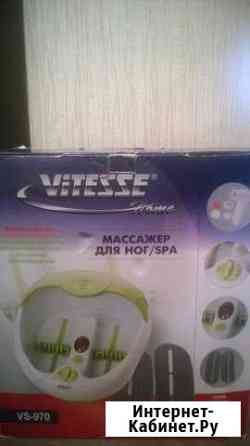 ViTESSE®
home
МАССАЖЕР
ДЛЯ НОГ/SPA
VS-970
Интернет-
Кабинет.Ру